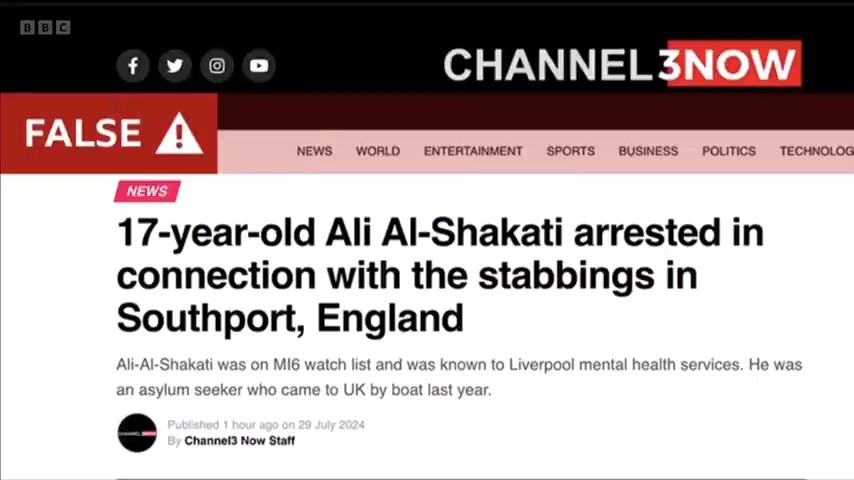 BBC
CHANNEL3NOW
FALSE
NEWS WORLD ENTERTAINMENT SPORTS BUSINESS POLITICS TECHNOLOG
NEWS
17-year-old Ali Al-Shakati arrested in
connection with the stabbings in
Southport, England
Ali-Al-Shakati was on MI6 watch list and was known to Liverpool mental health services. He was
an asylum seeker who came to UK by boat last year.
Published 1 hour ago on 29 July 2024
By Channel3 Now Staff